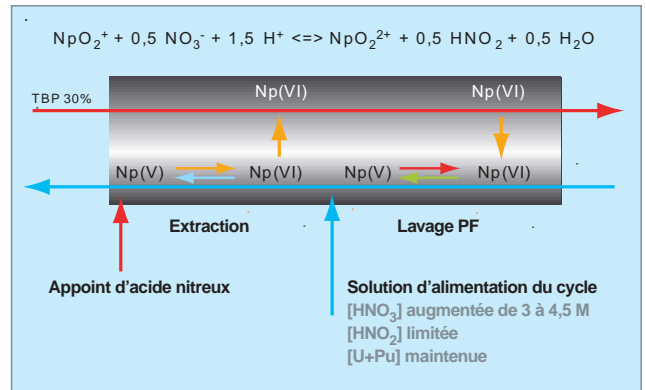 NpO₂⁺ + 0,5 NO₃⁻ + 1,5 H⁺ <=> NpO₂²⁺ + 0,5 HNO₂ + 0,5 H₂O
TBP 30%
Np(VI) Np(VI)
Np(V) Np(VI) Np(V) Np(VI)
Extraction Lavage PF
Appoint d'acide nitreux
Solution d'alimentation du cycle
[HNO₃] augmentée de 3 à 4,5 M
[HNO₂] limitée
[U+Pu] maintenue